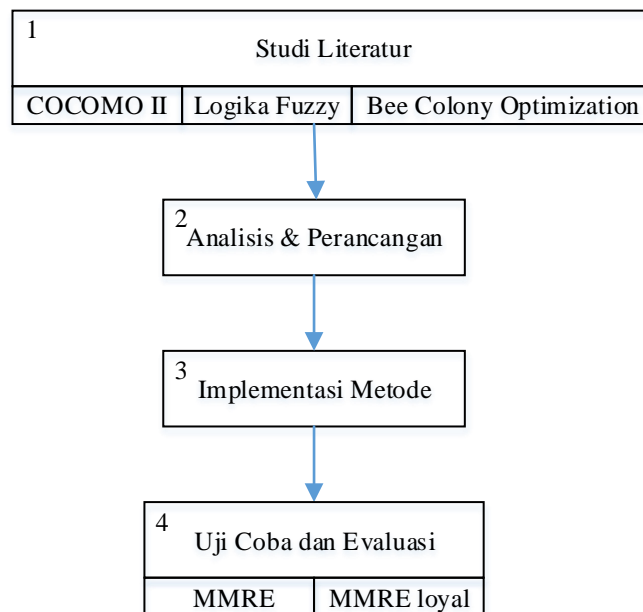 1
Studi Literatur
COCOMO II Logika Fuzzy Bee Colony Optimization
2
Analisis & Perancangan
3
Implementasi Metode
4
Uji Coba dan Evaluasi
MMRE MMRE loyal